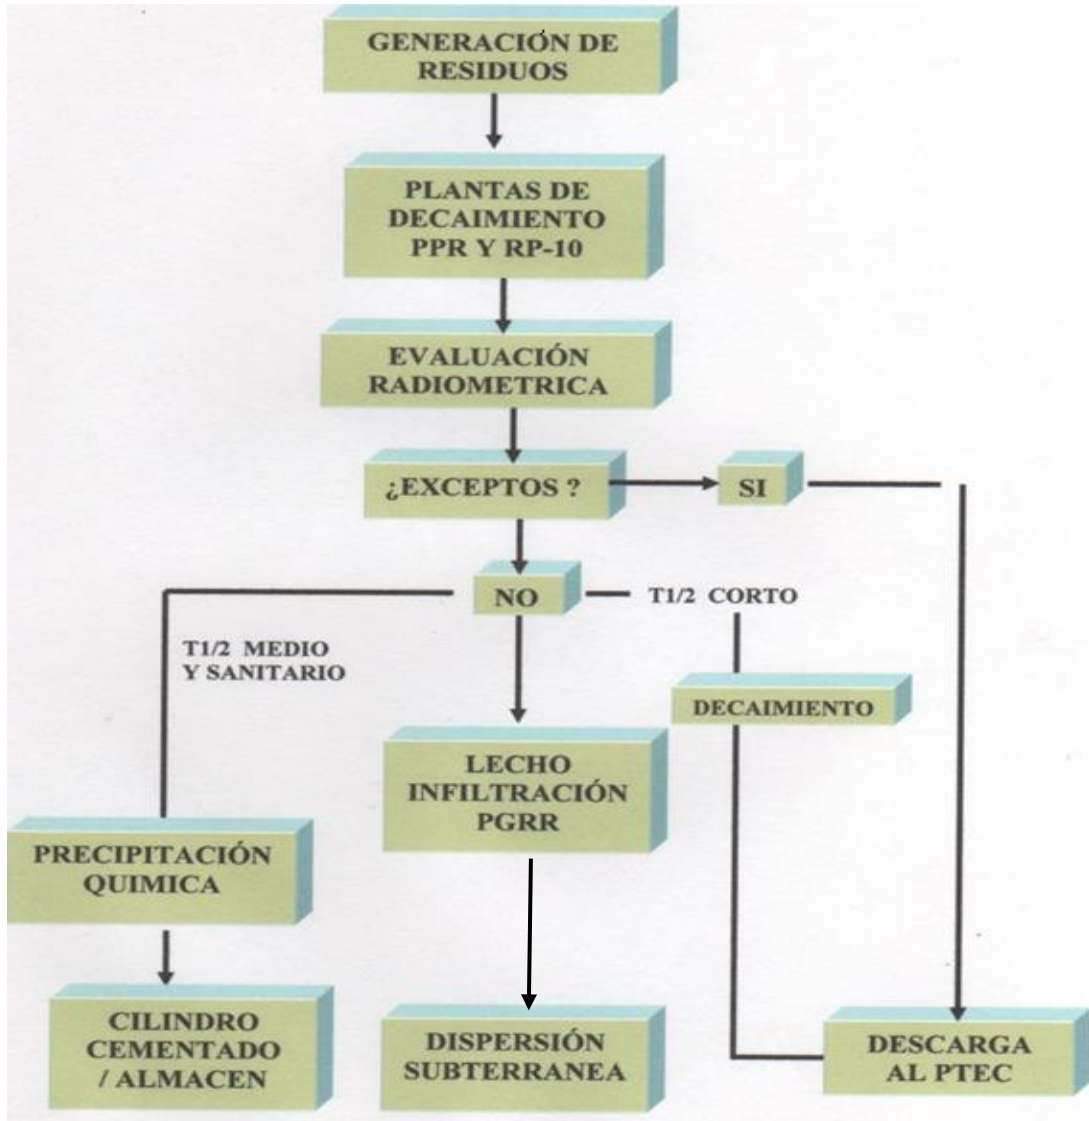 GENERACIÓN DE
RESIDUOS
PLANTAS DE
DECAIMIENTO
PPR Y RP-10
EVALUACIÓN
RADIOMETRICA
¿EXCEPTOS ?
SI
NO
T1/2 CORTO
T1/2 MEDIO
Y SANITARIO
DECAIMIENTO
LECHO
INFILTRACIÓN
PGRR
PRECIPITACIÓN
QUIMICA
CILINDRO
CEMENTADO
/ ALMACEN
DISPERSIÓN
SUBTERRANEA
DESCARGA
AL PTEC